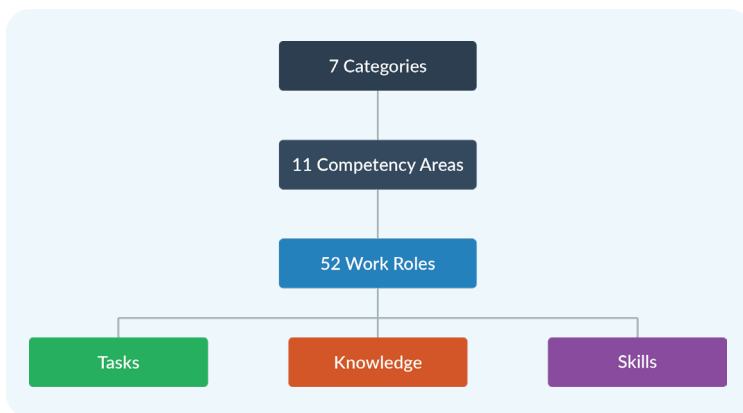 7 Categories
11 Competency Areas
52 Work Roles
Tasks
Knowledge
Skills